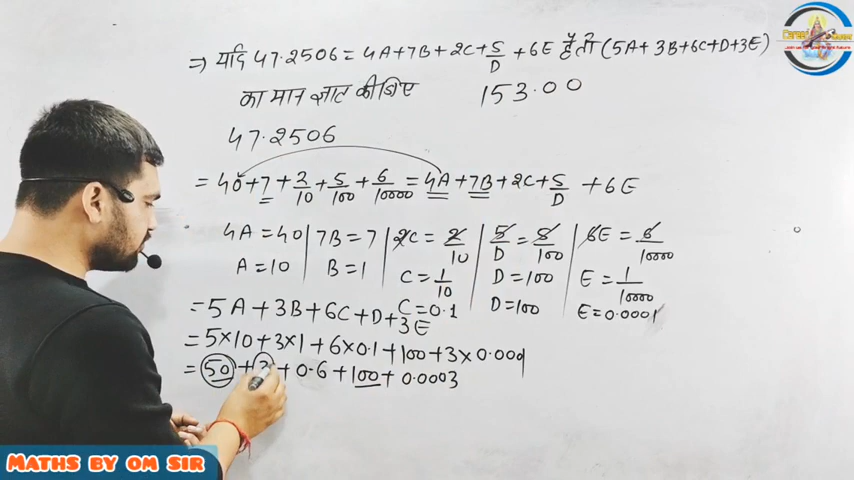 ⇒ यदि 47.2506 = 4A+7B+2C+5/D+6E है तो (5A+3B+6C+D+3E)
का मान ज्ञात कीजिए 153.00
47.2506
= 40+7+2/10+5/100+6/10000 = 4A+7B+2C+5/D+6E
4A=40 | 7B=7 | 2C=2/10 | 5/D=5/100 | 6E=6/10000
A=10 | B=1 | C=1/10 | D=100 | E=1/10000
C=0.1 | D=100 | E=0.0001
=5A+3B+6C+D+3E
=5×10+3×1+6×0.1+100+3×0.0001
=50+3+0.6+100+0.0003
MATHS BY OM SIR